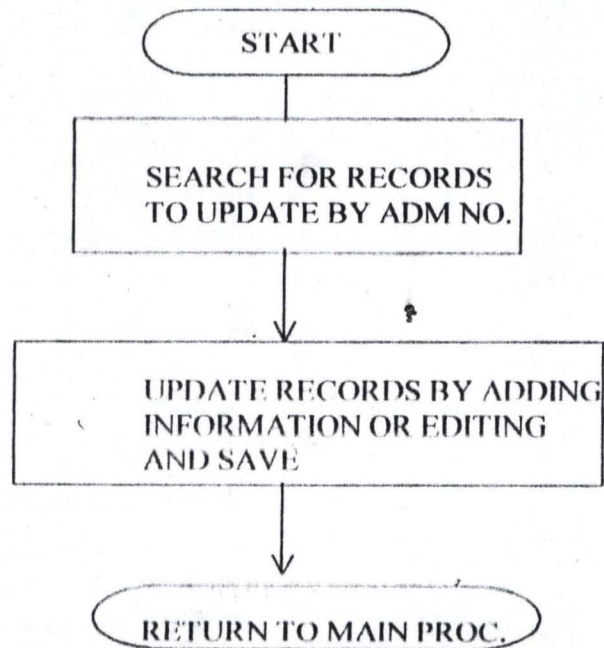 START
SEARCH FOR RECORDS
TO UPDATE BY ADM NO.
UPDATE RECORDS BY ADDING
INFORMATION OR EDITING
AND SAVE
RETURN TO MAIN PROC.